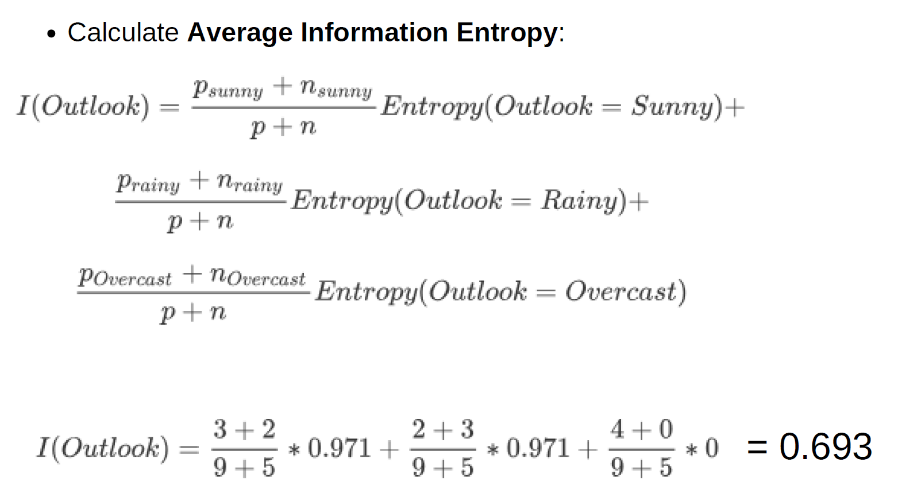 • Calculate Average Information Entropy:
I(Outlook) = \frac{p_{sunny} + n_{sunny}}{p + n} Entropy(Outlook = Sunny)+
\frac{p_{rainy} + n_{rainy}}{p + n} Entropy(Outlook = Rainy)+
\frac{p_{Overcast} + n_{Overcast}}{p + n} Entropy(Outlook = Overcast)
I(Outlook) = \frac{3 + 2}{9 + 5} * 0.971 + \frac{2 + 3}{9 + 5} * 0.971 + \frac{4 + 0}{9 + 5} * 0 = 0.693